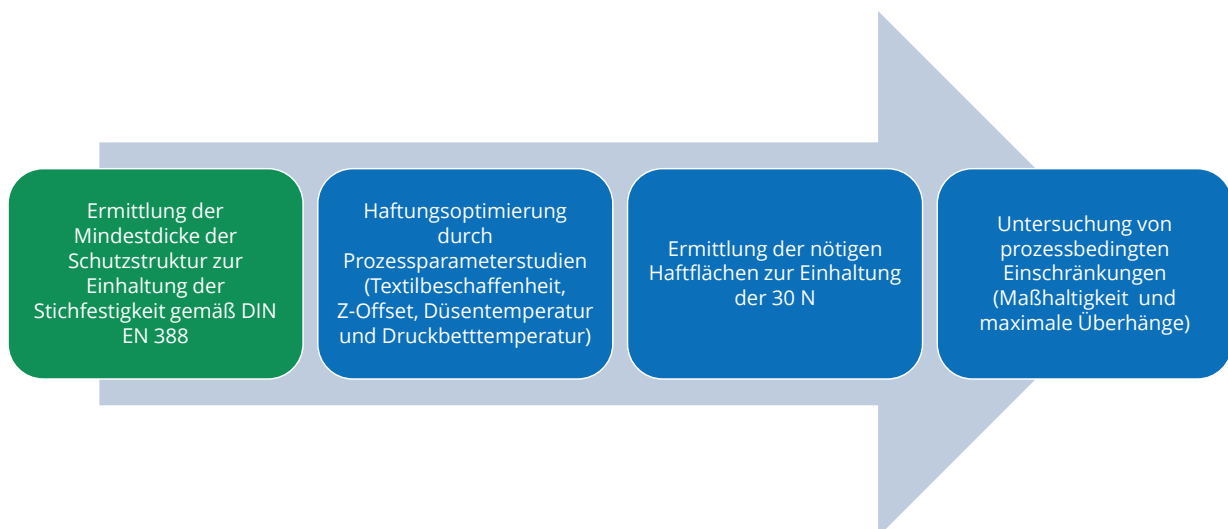 Ermittlung der
Mindestdicke der
Schutzstruktur zur
Einhaltung der
Stichfestigkeit gemäß DIN
EN 388
Haftungsoptimierung
durch
Prozessparameterstudien
(Textilbeschaffenheit,
Z-Offset, Düsentemperatur
und Druckbetttemperatur)
Ermittlung der nötigen
Haftflächen zur Einhaltung
der 30 N
Untersuchung von
prozessbedingten
Einschränkungen
(Maßhaltigkeit und
maximale Überhänge)